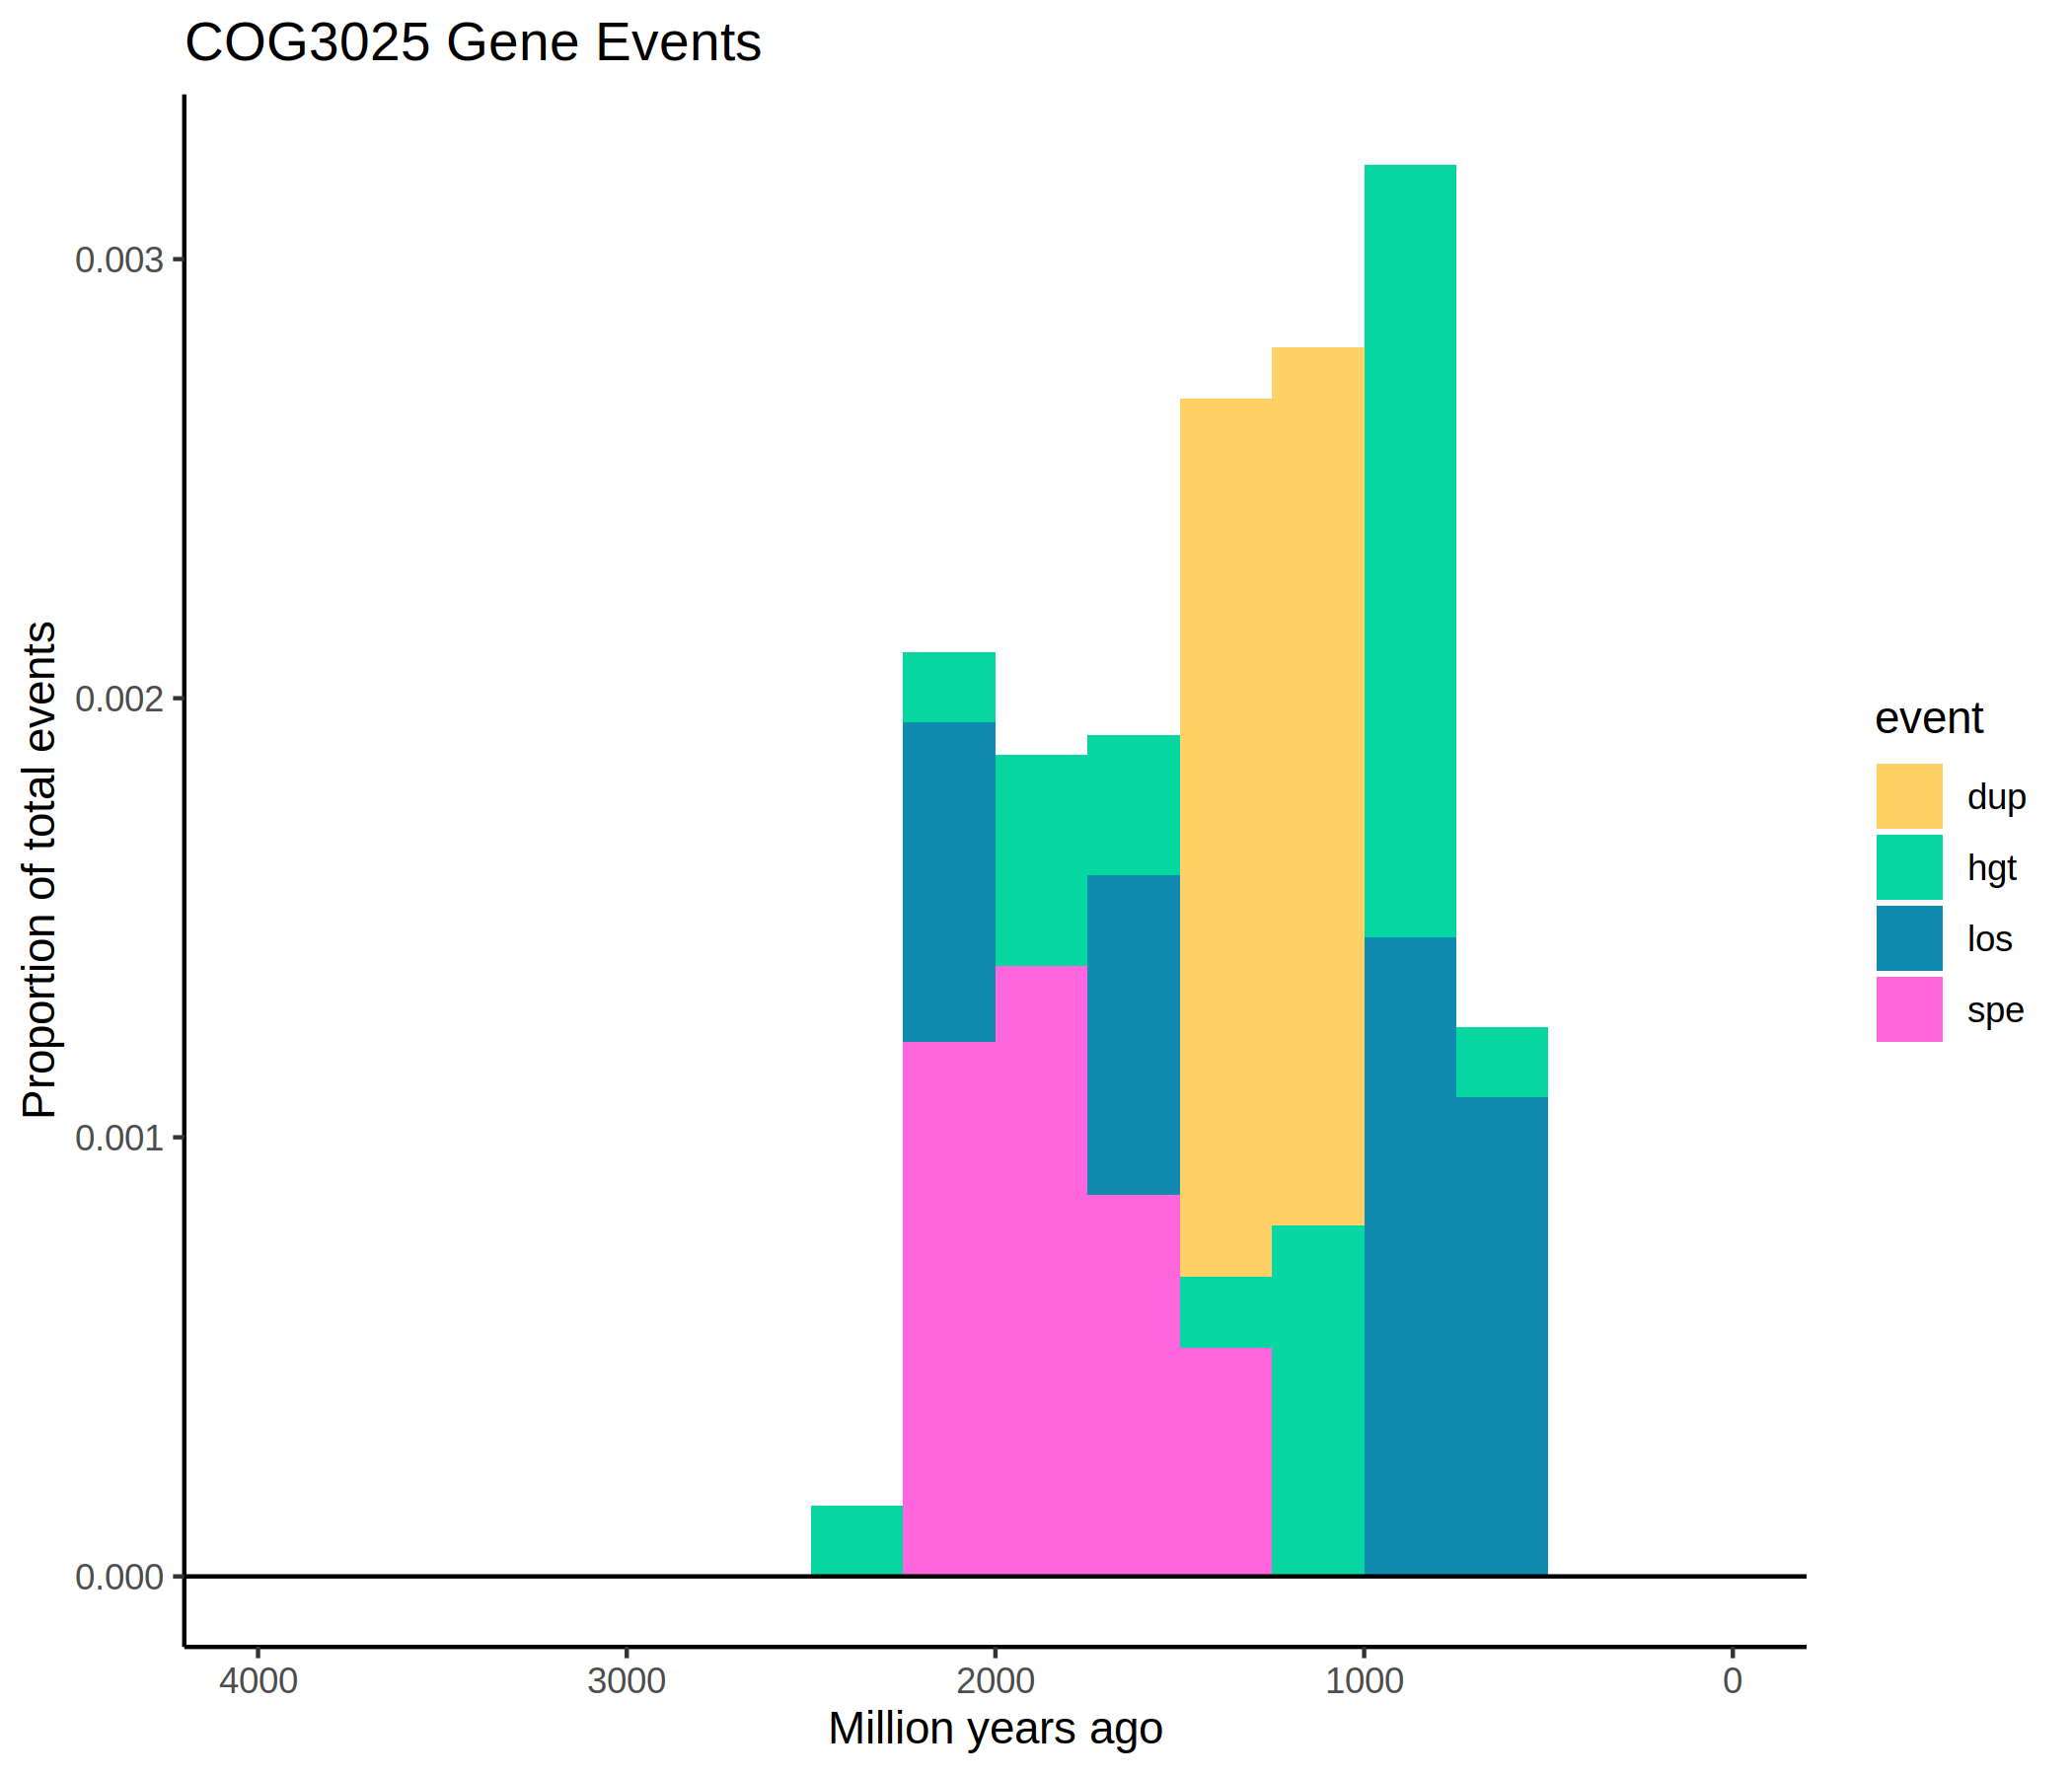 COG3025 Gene Events
Proportion of total events
0.003
0.002
0.001
0.000
4000
3000
2000
1000
0
Million years ago
event
dup
hgt
los
spe